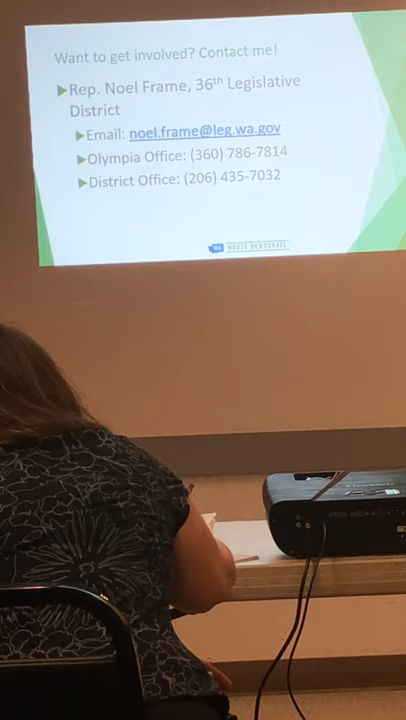 Want to get involved? Contact me!
▶Rep. Noel Frame, 36th Legislative
District
▶Email: noel.frame@leg.wa.gov
▶Olympia Office: (360) 786-7814
▶District Office: (206) 435-7032
HOUSE DEMOCRATS